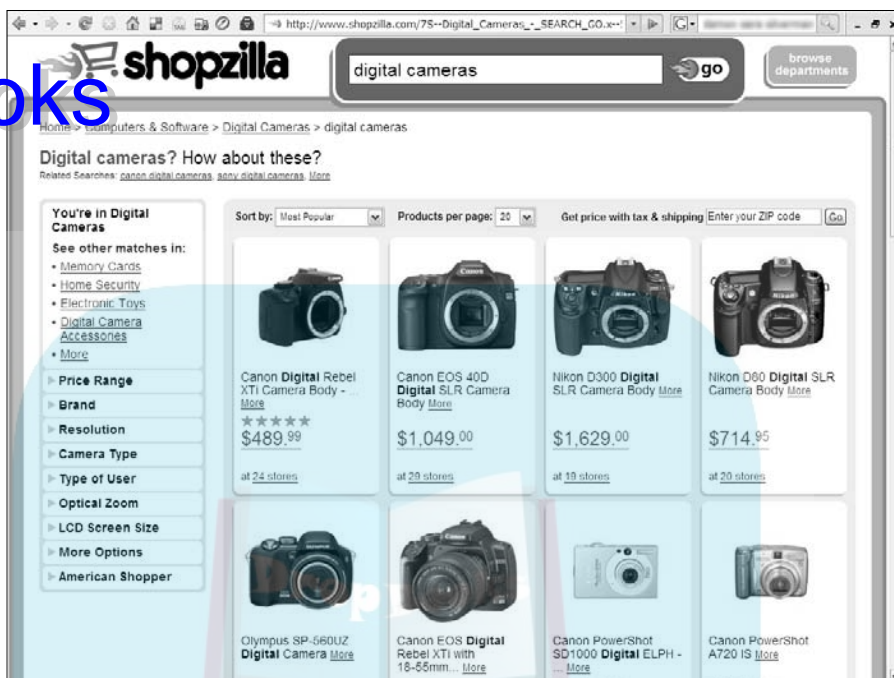 http://www.shopzilla.com/7S--Digital_Cameras_-_SEARCH_GO.x--
shopzilla
digital cameras
go
browse departments
oks
Home > Computers & Software > Digital Cameras > digital cameras
Digital cameras? How about these?
Related Searches: canon digital cameras, sony digital cameras, More
You're in Digital
Cameras
See other matches in:
• Memory Cards
• Home Security
• Electronic Toys
• Digital Camera
Accessories
• More
Price Range
Brand
Resolution
Camera Type
Type of User
Optical Zoom
LCD Screen Size
More Options
American Shopper
Sort by: Most Popular
Products per page: 20
Get price with tax & shipping Enter your ZIP code Go
Canon Digital Rebel
XTi Camera Body - ...
More
$489.99
at 24 stores
Canon EOS 40D
Digital SLR Camera
Body More
$1,049.00
at 29 stores
Nikon D300 Digital
SLR Camera Body More
$1,629.00
at 19 stores
Nikon D60 Digital SLR
Camera Body More
$714.95
at 20 stores
Olympus SP-560UZ
Digital Camera More
Canon EOS Digital
Rebel XTi with
18-55mm... More
Canon PowerShot
SD1000 Digital ELPH -
... More
Canon PowerShot
A720 IS More